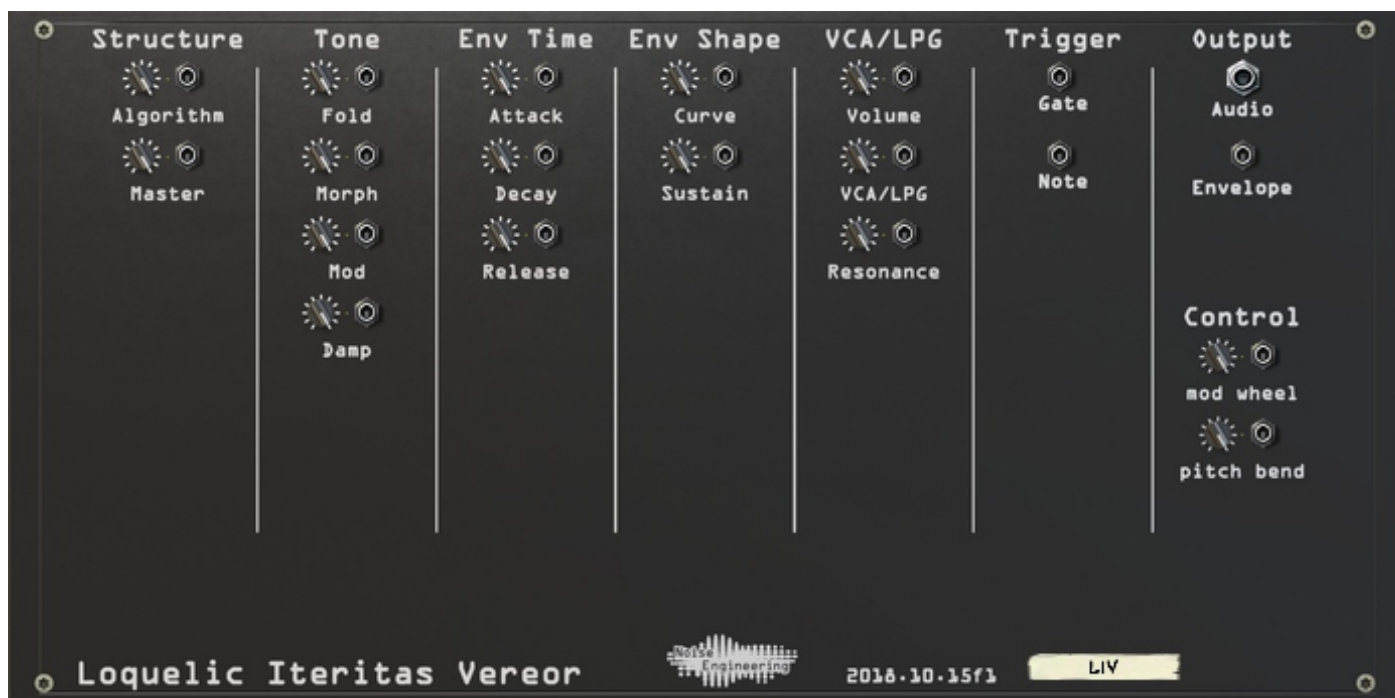 Structure Tone Env Time Env Shape VCA/LPG Trigger Output
Algorithm Fold Attack Curve Volume Gate Audio
Master Morph Decay Sustain VCA/LPG Note Envelope
Mod Release Resonance
Damp
Control
mod wheel
pitch bend
Loquelic Iteritas Vereor
Noise
Engineering
2018.10.15f1
LIV